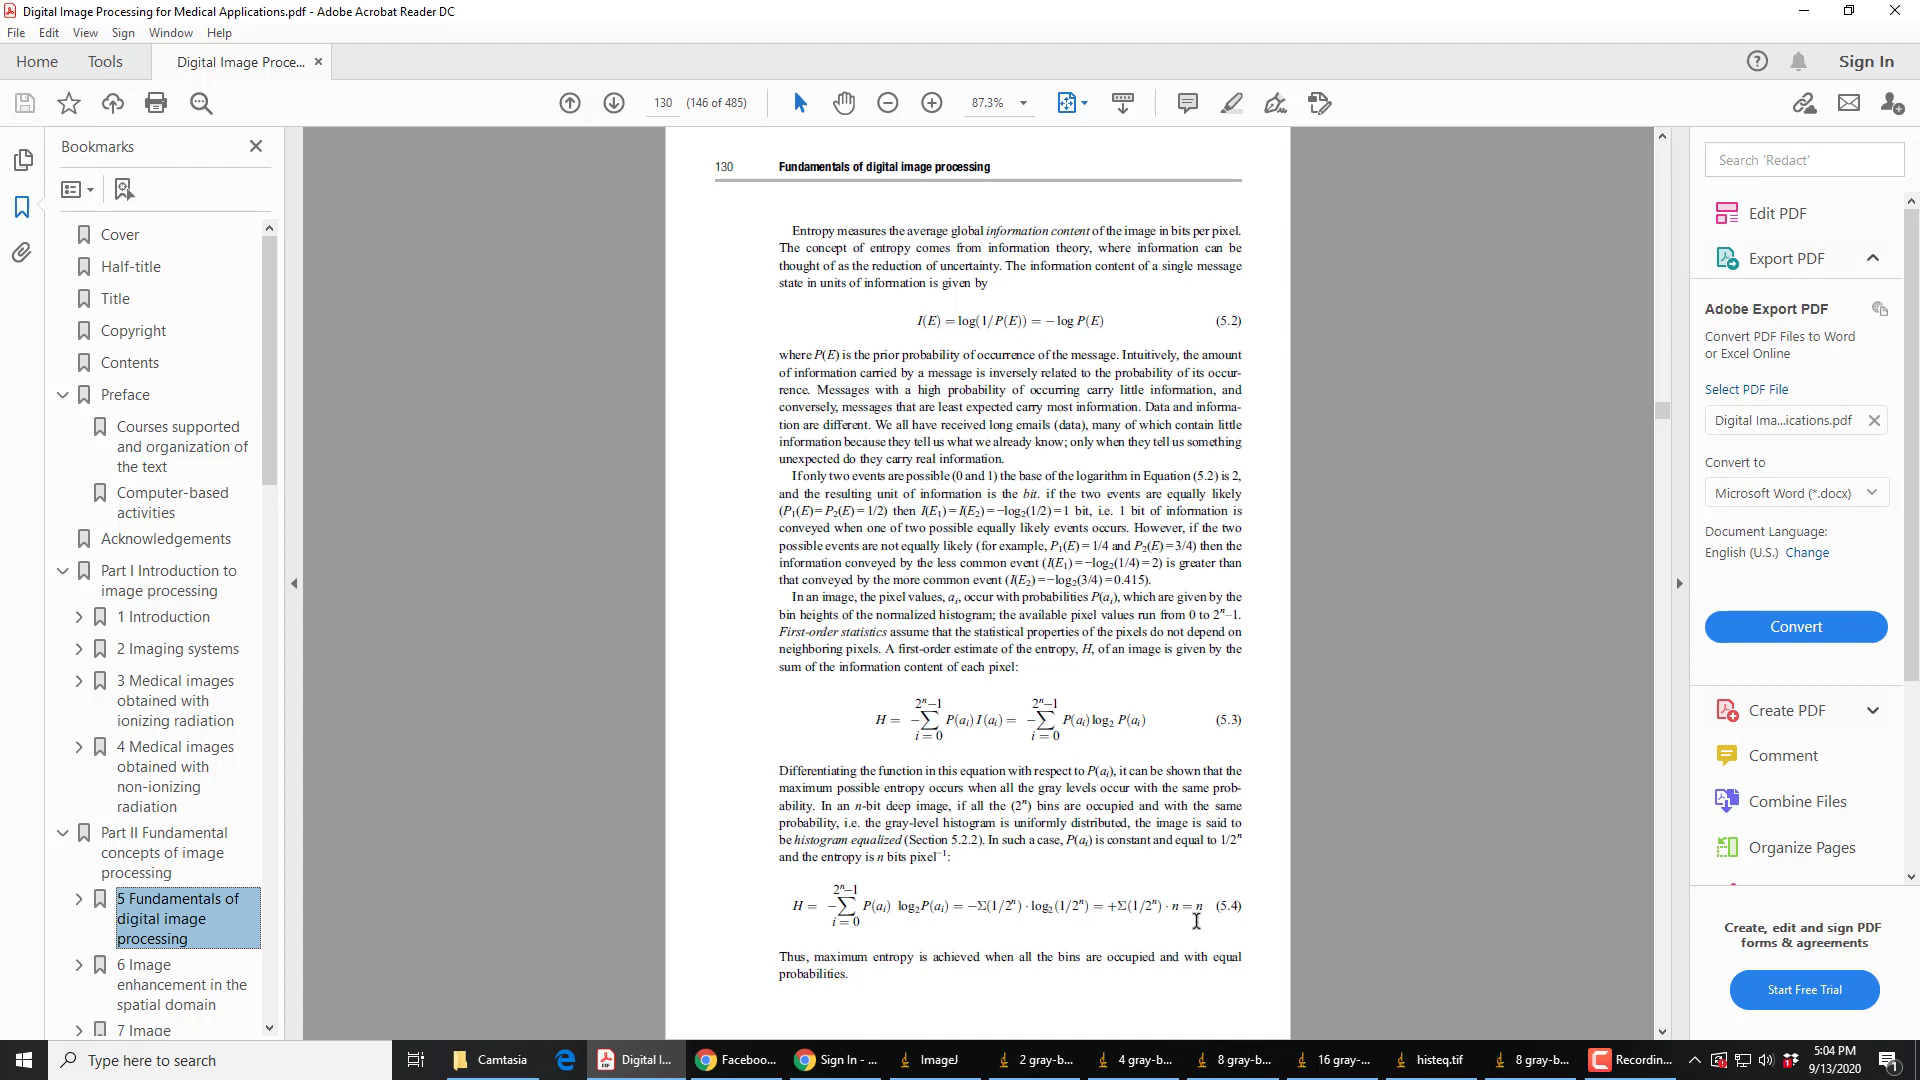 Digital Image Processing for Medical Applications.pdf - Adobe Acrobat Reader DC
File Edit View Sign Window Help
Home Tools Digital Image Proce... × Sign In
130 (146 of 485) 87.3%
Bookmarks
Cover
Half-title
Title
Copyright
Contents
Preface
Courses supported
and organization of
the text
Computer-based
activities
Acknowledgements
Part I Introduction to
image processing
1 Introduction
2 Imaging systems
3 Medical images
obtained with
ionizing radiation
4 Medical images
obtained with
non-ionizing
radiation
Part II Fundamental
concepts of image
processing
5 Fundamentals of
digital image
processing
6 Image
enhancement in the
spatial domain
7 Image
130 Fundamentals of digital image processing
Entropy measures the average global information content of the image in bits per pixel.
The concept of entropy comes from information theory, where information can be
thought of as the reduction of uncertainty. The information content of a single message
state in units of information is given by
I(E) = log(1/P(E)) = −log P(E) (5.2)
where P(E) is the prior probability of occurrence of the message. Intuitively, the amount
of information carried by a message is inversely related to the probability of its occur-
rence. Messages with a high probability of occurring carry little information, and
conversely, messages that are least expected carry most information. Data and informa-
tion are different. We all have received long emails (data), many of which contain little
information because they tell us what we already know; only when they tell us something
unexpected do they carry real information.
If only two events are possible (0 and 1) the base of the logarithm in Equation (5.2) is 2,
and the resulting unit of information is the bit. if the two events are equally likely
(P₁(E)=P₂(E)=1/2) then I(E₁)=I(E₂)=−log₂(1/2)=1 bit, i.e. 1 bit of information is
conveyed when one of two possible equally likely events occurs. However, if the two
possible events are not equally likely (for example, P₁(E)=1/4 and P₂(E)=3/4) then the
information conveyed by the less common event (I(E₁)=−log₂(1/4)=2) is greater than
that conveyed by the more common event (I(E₂)=−log₂(3/4)=0.415).
In an image, the pixel values, aᵢ, occur with probabilities P(aᵢ), which are given by the
bin heights of the normalized histogram; the available pixel values run from 0 to 2ⁿ–1.
First-order statistics assume that the statistical properties of the pixels do not depend on
neighboring pixels. A first-order estimate of the entropy, H, of an image is given by the
sum of the information content of each pixel:
2ⁿ–1 2ⁿ–1
H = −∑ P(aᵢ) I(aᵢ) = −∑ P(aᵢ) log₂ P(aᵢ) (5.3)
i = 0 i = 0
Differentiating the function in this equation with respect to P(aᵢ), it can be shown that the
maximum possible entropy occurs when all the gray levels occur with the same prob-
ability. In an n-bit deep image, if all the (2ⁿ) bins are occupied and with the same
probability, i.e. the gray-level histogram is uniformly distributed, the image is said to
be histogram equalized (Section 5.2.2). In such a case, P(aᵢ) is constant and equal to 1/2ⁿ
and the entropy is n bits pixel⁻¹:
2ⁿ–1
H = −∑ P(aᵢ) log₂P(aᵢ) = −Σ(1/2ⁿ) · log₂(1/2ⁿ) = +Σ(1/2ⁿ) · n = n (5.4)
i = 0
Thus, maximum entropy is achieved when all the bins are occupied and with equal
probabilities.
Search 'Redact'
Edit PDF
Export PDF
Adobe Export PDF
Convert PDF Files to Word
or Excel Online
Select PDF File
Digital Ima...ications.pdf
Convert to
Microsoft Word (*.docx)
Document Language:
English (U.S.) Change
Convert
Create PDF
Comment
Combine Files
Organize Pages
Create, edit and sign PDF
forms & agreements
Start Free Trial
Type here to search Camtasia Digital I... Faceboo... Sign In - ... ImageJ 2 gray-b... 4 gray-b... 8 gray-b... 16 gray-... histeq.tif 8 gray-b... Recordin...
5:04 PM
9/13/2020
1